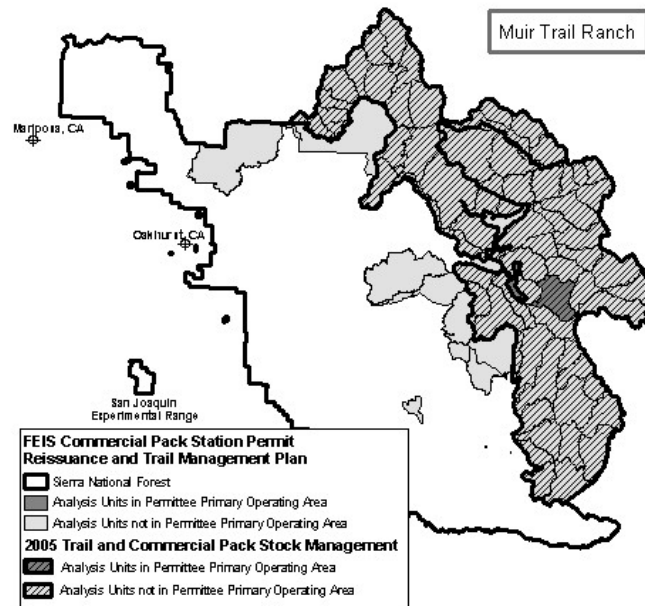 Muir Trail Ranch
Mariposa, CA
Oakhurst, CA
San Joaquin
Experimental Range
FEIS Commercial Pack Station Permit
Reissuance and Trail Management Plan
Sierra National Forest
Analysis Units in Permittee Primary Operating Area
Analysis Units not in Permittee Primary Operating Area
2005 Trail and Commercial Pack Stock Management
Analysis Units in Permittee Primary Operating Area
Analysis Units not in Permittee Primary Operating Area